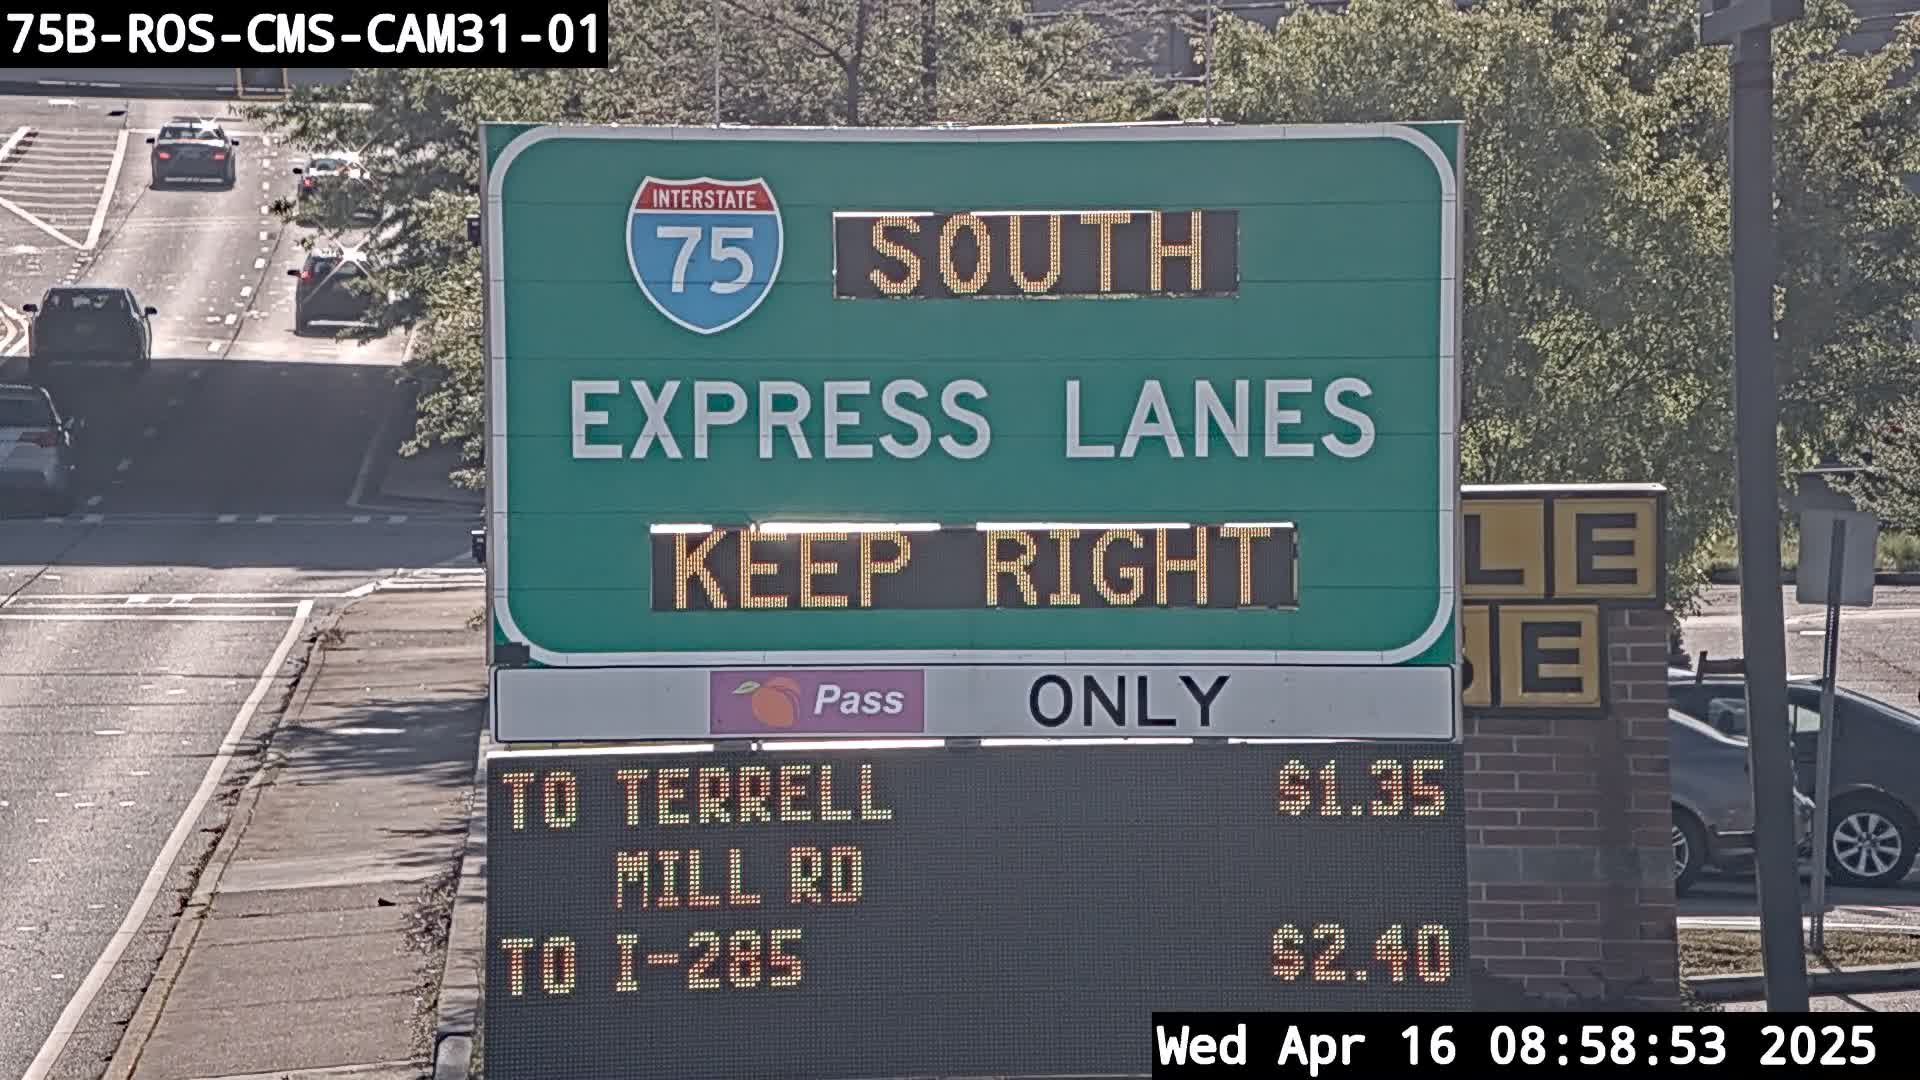 75B-ROS-CMS-CAM31-01
INTERSTATE
75
SOUTH
EXPRESS LANES
KEEP RIGHT
Pass ONLY
TO TERRELL $1.35
MILL RD
TO I-285 $2.40
LE
E
Wed Apr 16 08:58:53 2025